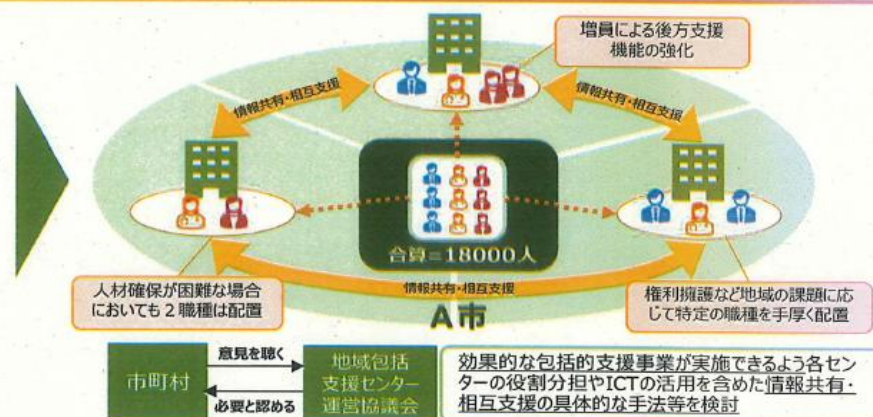 増員による後方支援
機能の強化
情報共有・相互支援
情報共有・相互支援
合算=18000人
人材確保が困難な場合
においても2職種は配置
情報共有・相互支援
権利擁護など地域の課題に応
じて特定の職種を手厚く配置
A市
市町村
意見を聴く
必要と認める
地域包括
支援センター
運営協議会
効果的な包括的支援事業が実施できるよう各セン
ターの役割分担やICTの活用を含めた情報共有・
相互支援の具体的な手法等を検討